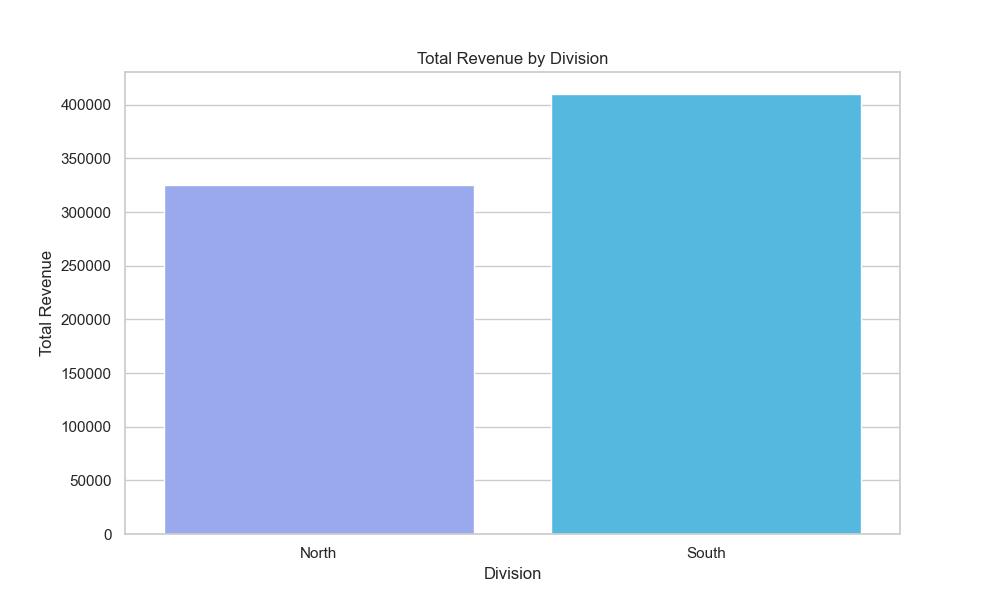 Total Revenue by Division
Total Revenue
400000
350000
300000
250000
200000
150000
100000
50000
0
North South
Division